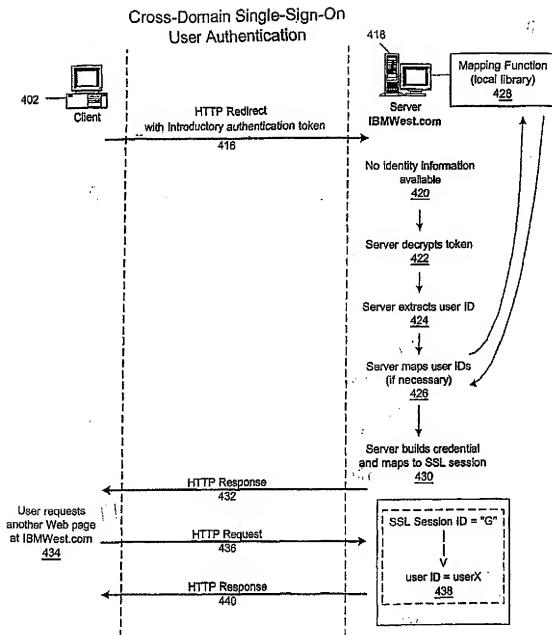 Cross-Domain Single-Sign-On
User Authentication
418
Mapping Function
(local library)
428
402
Client
Server
IBMWest.com
HTTP Redirect
with Introductory authentication token
416
No identity information
available
420
Server decrypts token
422
Server extracts user ID
424
Server maps user IDs
(if necessary)
426
Server builds credential
and maps to SSL session
430
HTTP Response
432
User requests
another Web page
at IBMWest.com
434
HTTP Request
436
SSL Session ID = "G"
user ID = userX
438
HTTP Response
440